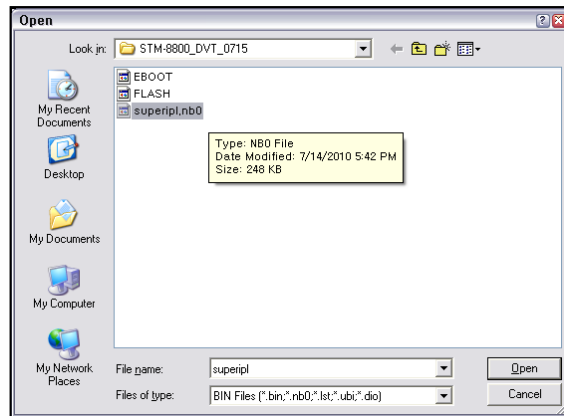 Open
Look in:
STM-8800_DVT_0715
EBOOT
FLASH
superipl,nb0
Type: NB0 File
Date Modified: 7/14/2010 5:42 PM
Size: 248 KB
My Recent
Documents
Desktop
My Documents
My Computer
My Network
Places
File name:
superipl
Open
Files of type:
BIN Files (*.bin;*.nb0;*.lst;*.ubi;*.dio)
Cancel